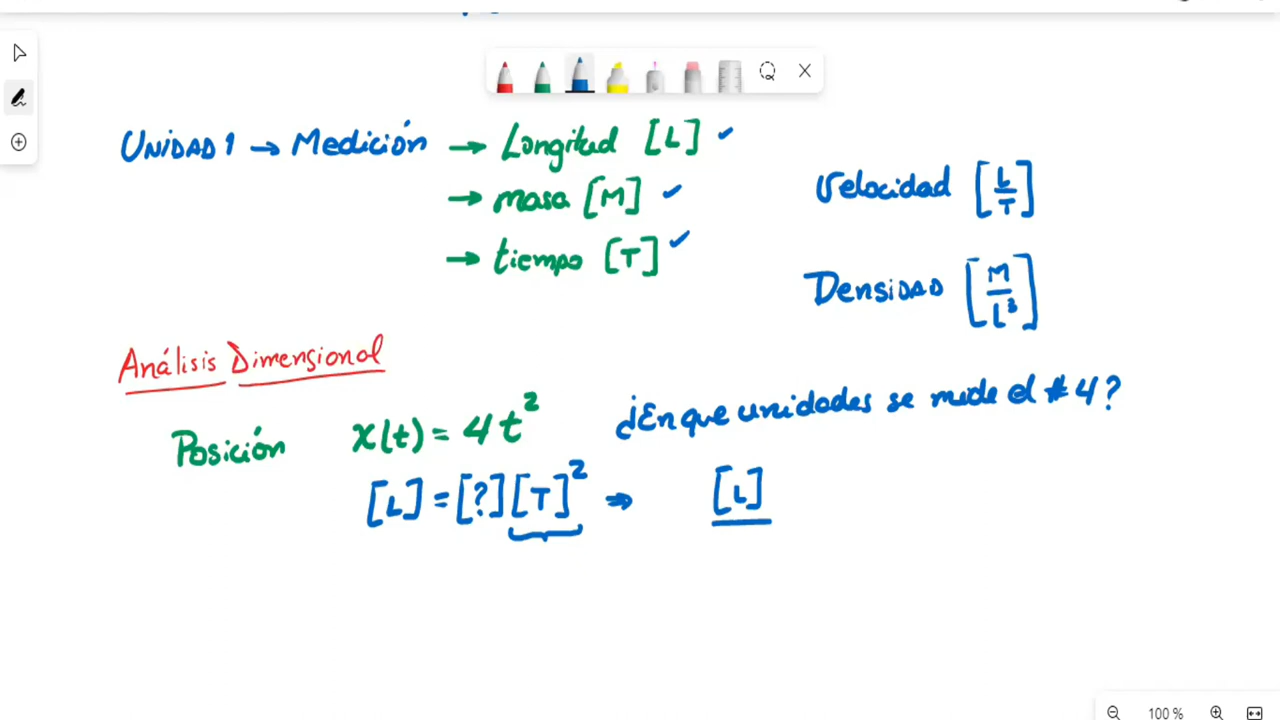 UNIDAD 1 → Medición → Longitud [L] ✓
→ masa [M] ✓
→ tiempo [T] ✓
Velocidad [L/T]
Densidad [M/L³]
Análisis Dimensional
Posición x(t) = 4t² ¿En que unidades se mide el #4?
[L] = [?][T]² → [L]
100 %